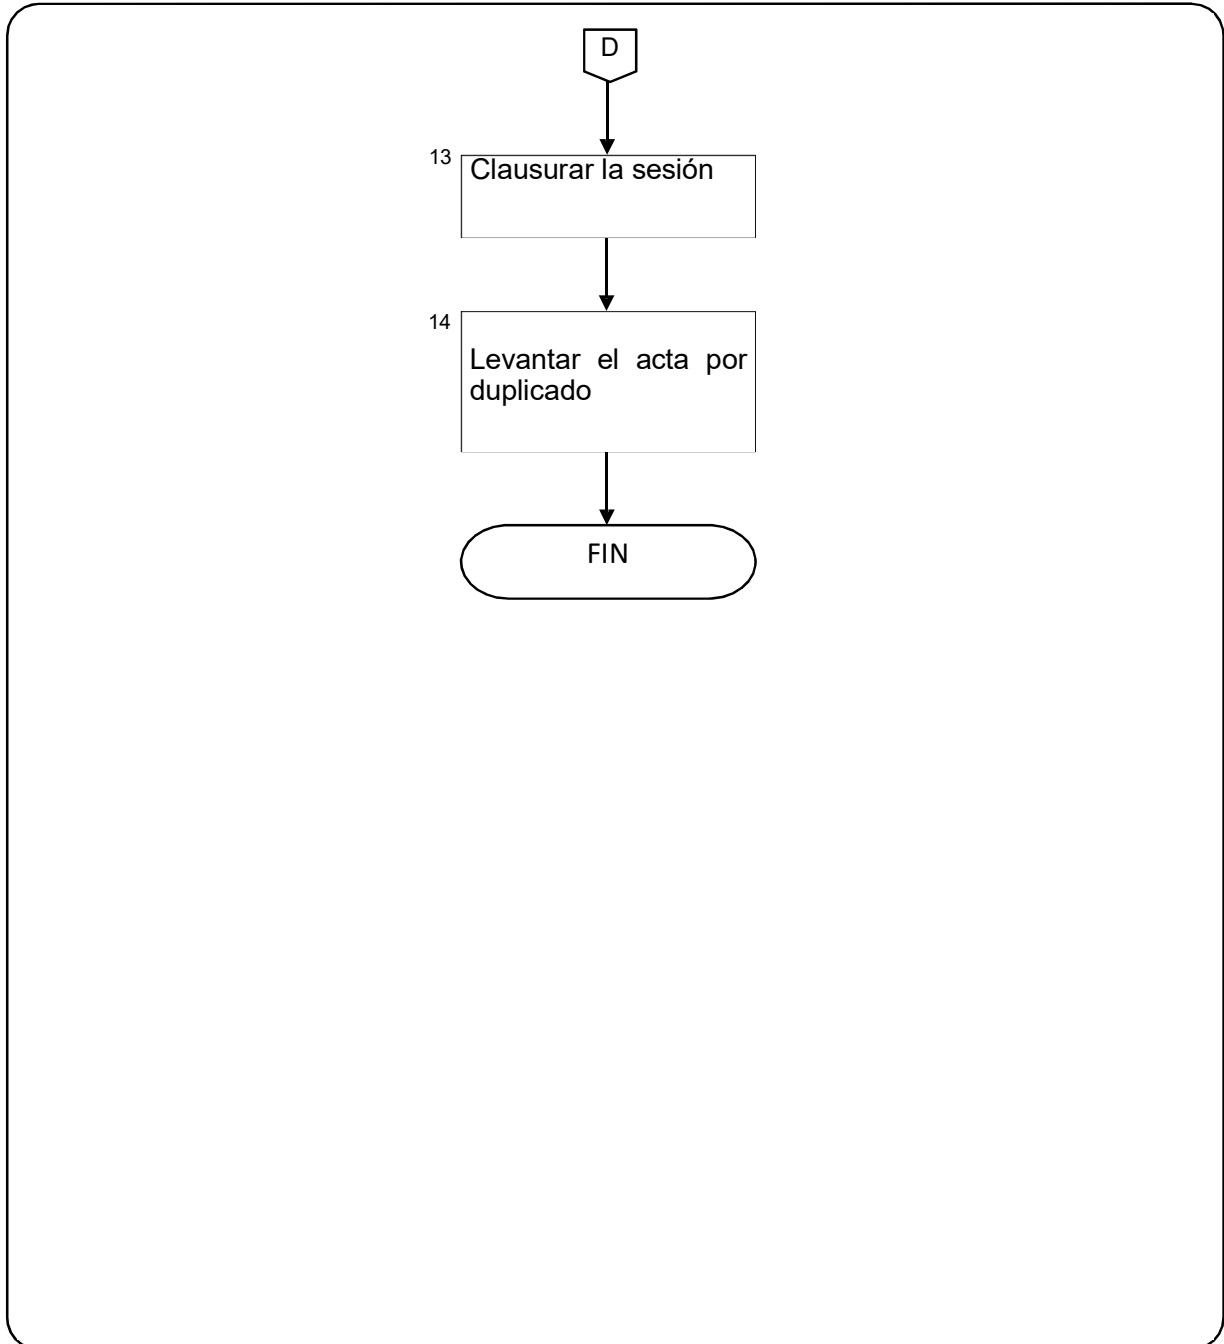 D
13
Clausurar la sesión
14
Levantar el acta por
duplicado
FIN